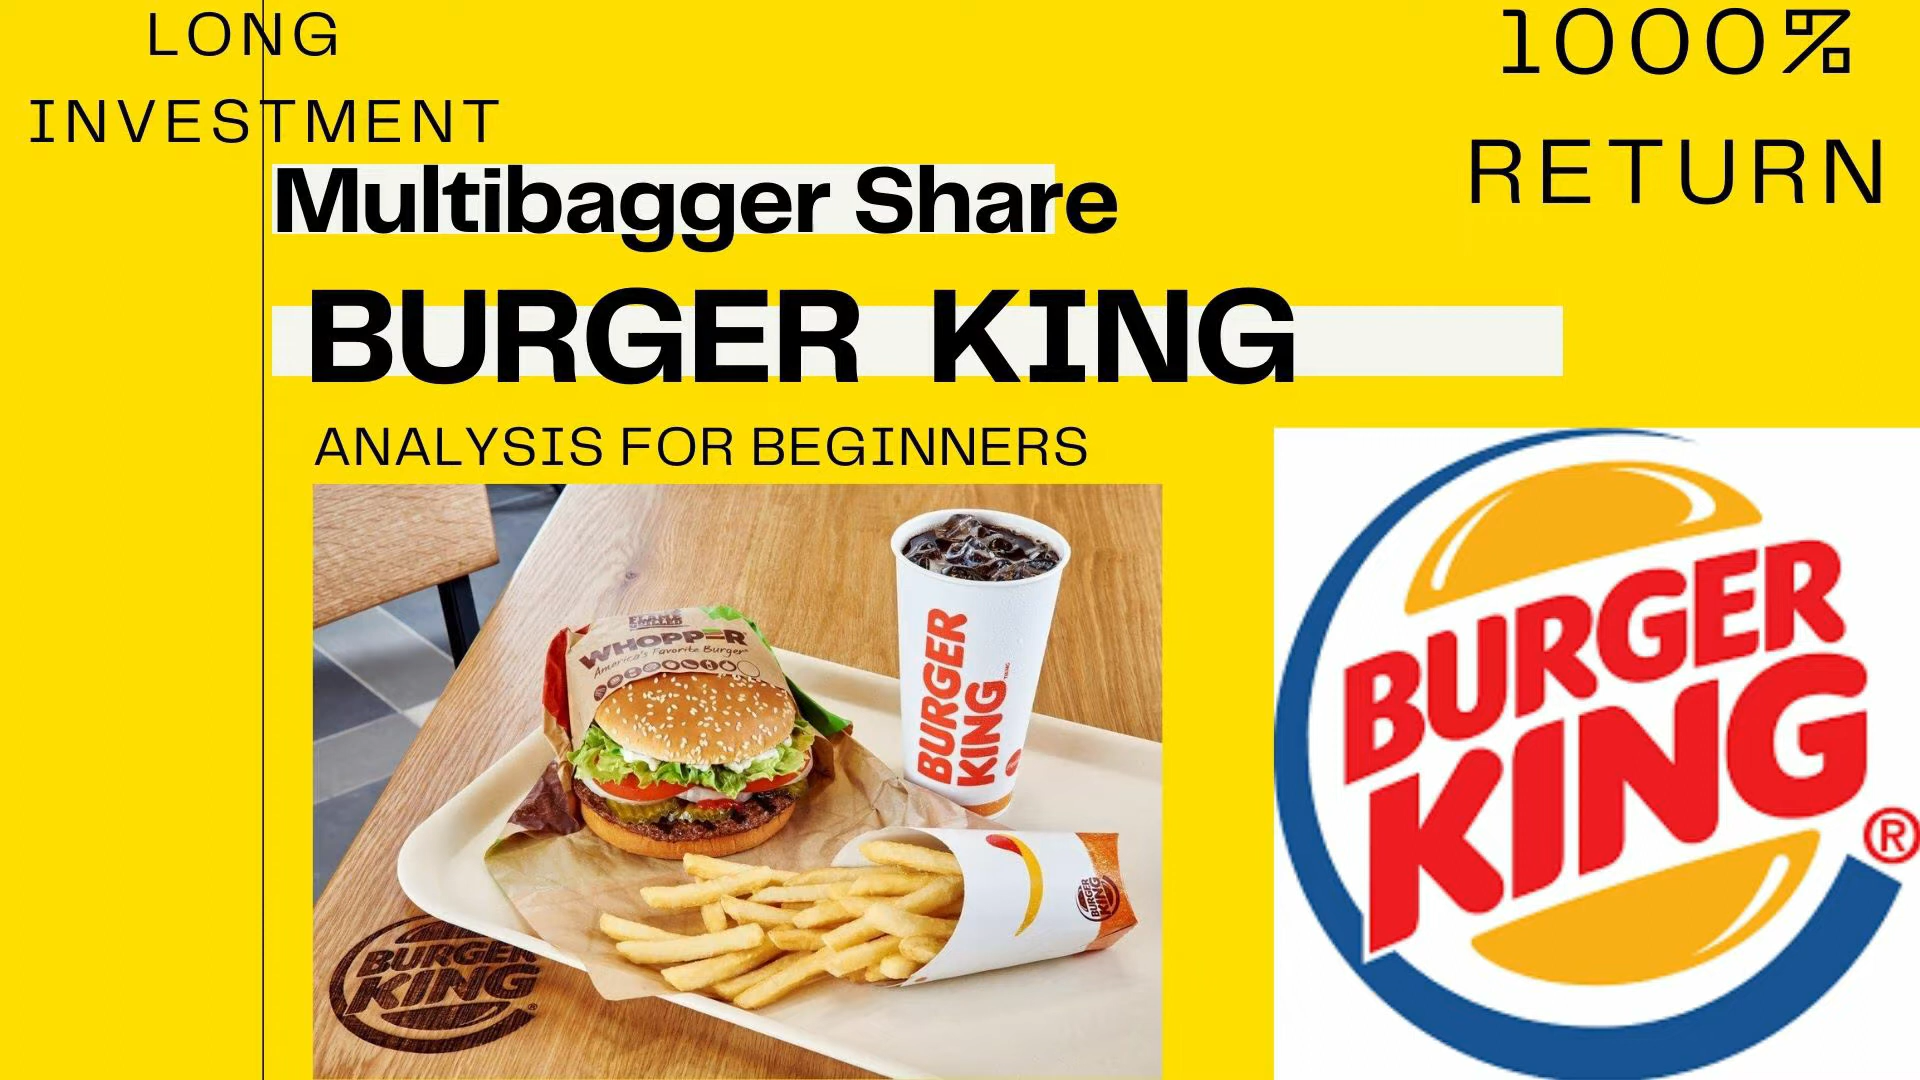 LONG
INVESTMENT
1000%
RETURN
Multibagger Share
BURGER KING
ANALYSIS FOR BEGINNERS
WHOPPER
America's Favorite Burger
BURGER
KING
BURGER
KING
BURGER
KING
®
BURGER
KING
®